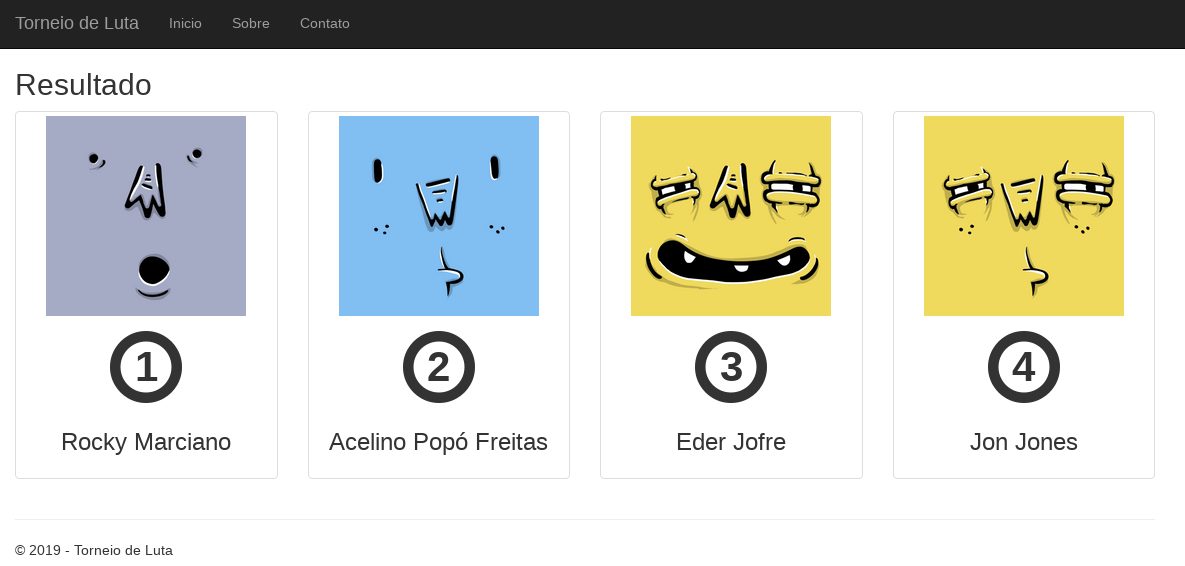 Torneio de Luta Inicio Sobre Contato
Resultado
1 2 3 4
Rocky Marciano Acelino Popó Freitas Eder Jofre Jon Jones
© 2019 - Torneio de Luta